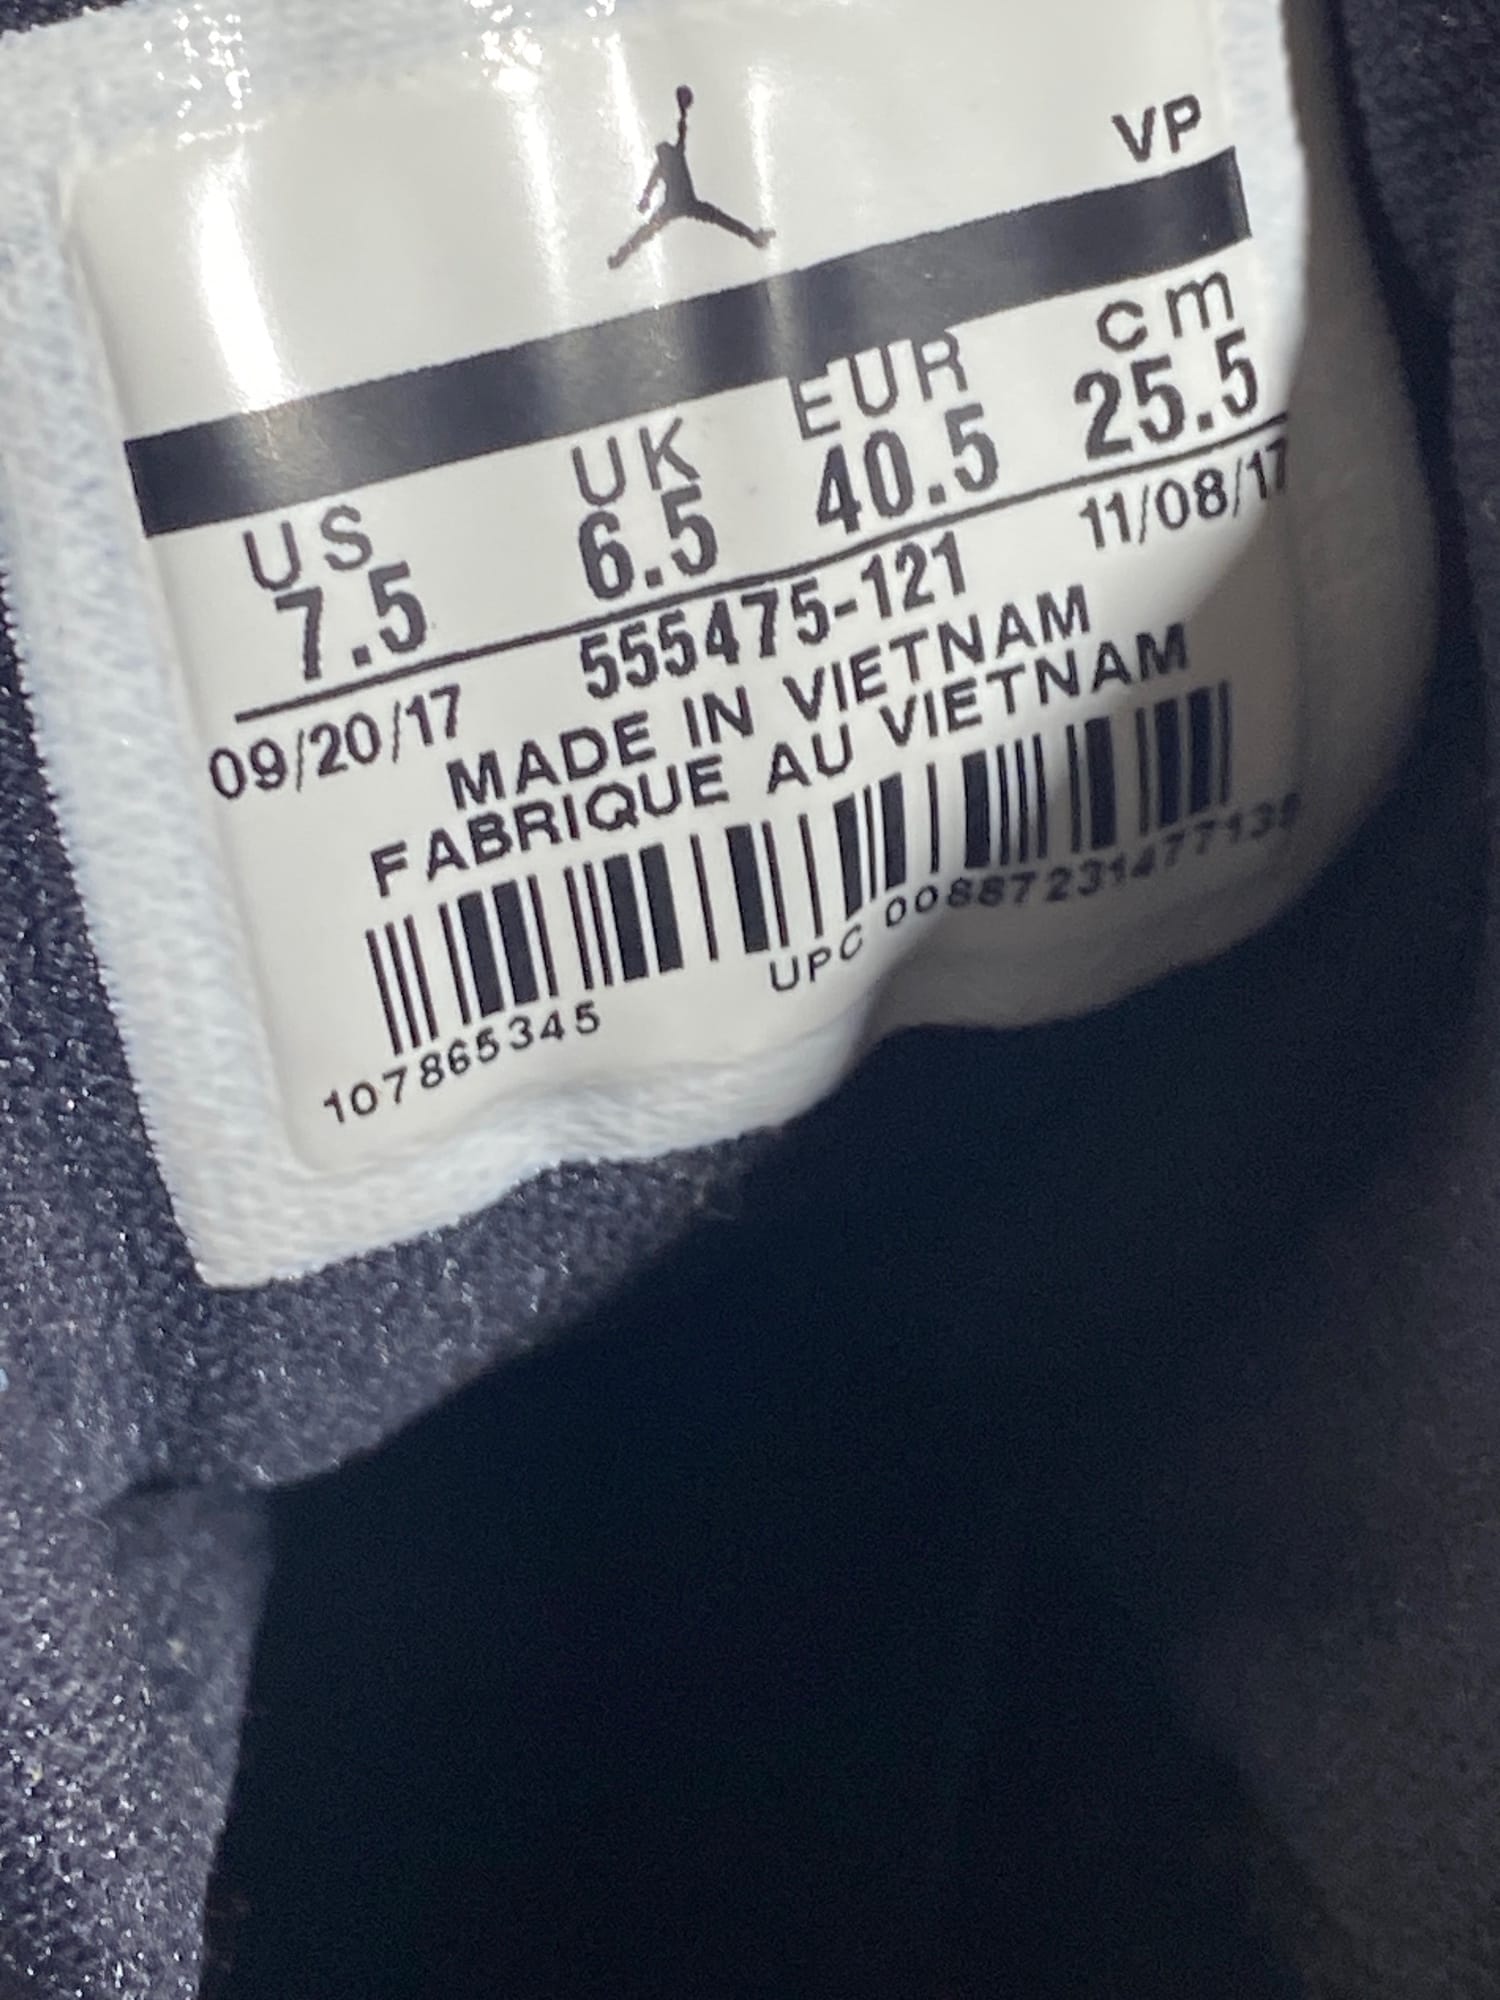 VP
US UK EUR cm
7.5 6.5 40.5 25.5
09/20/17 555475-121 11/08/17
MADE IN VIETNAM
FABRIQUE AU VIETNAM
107865345 UPC